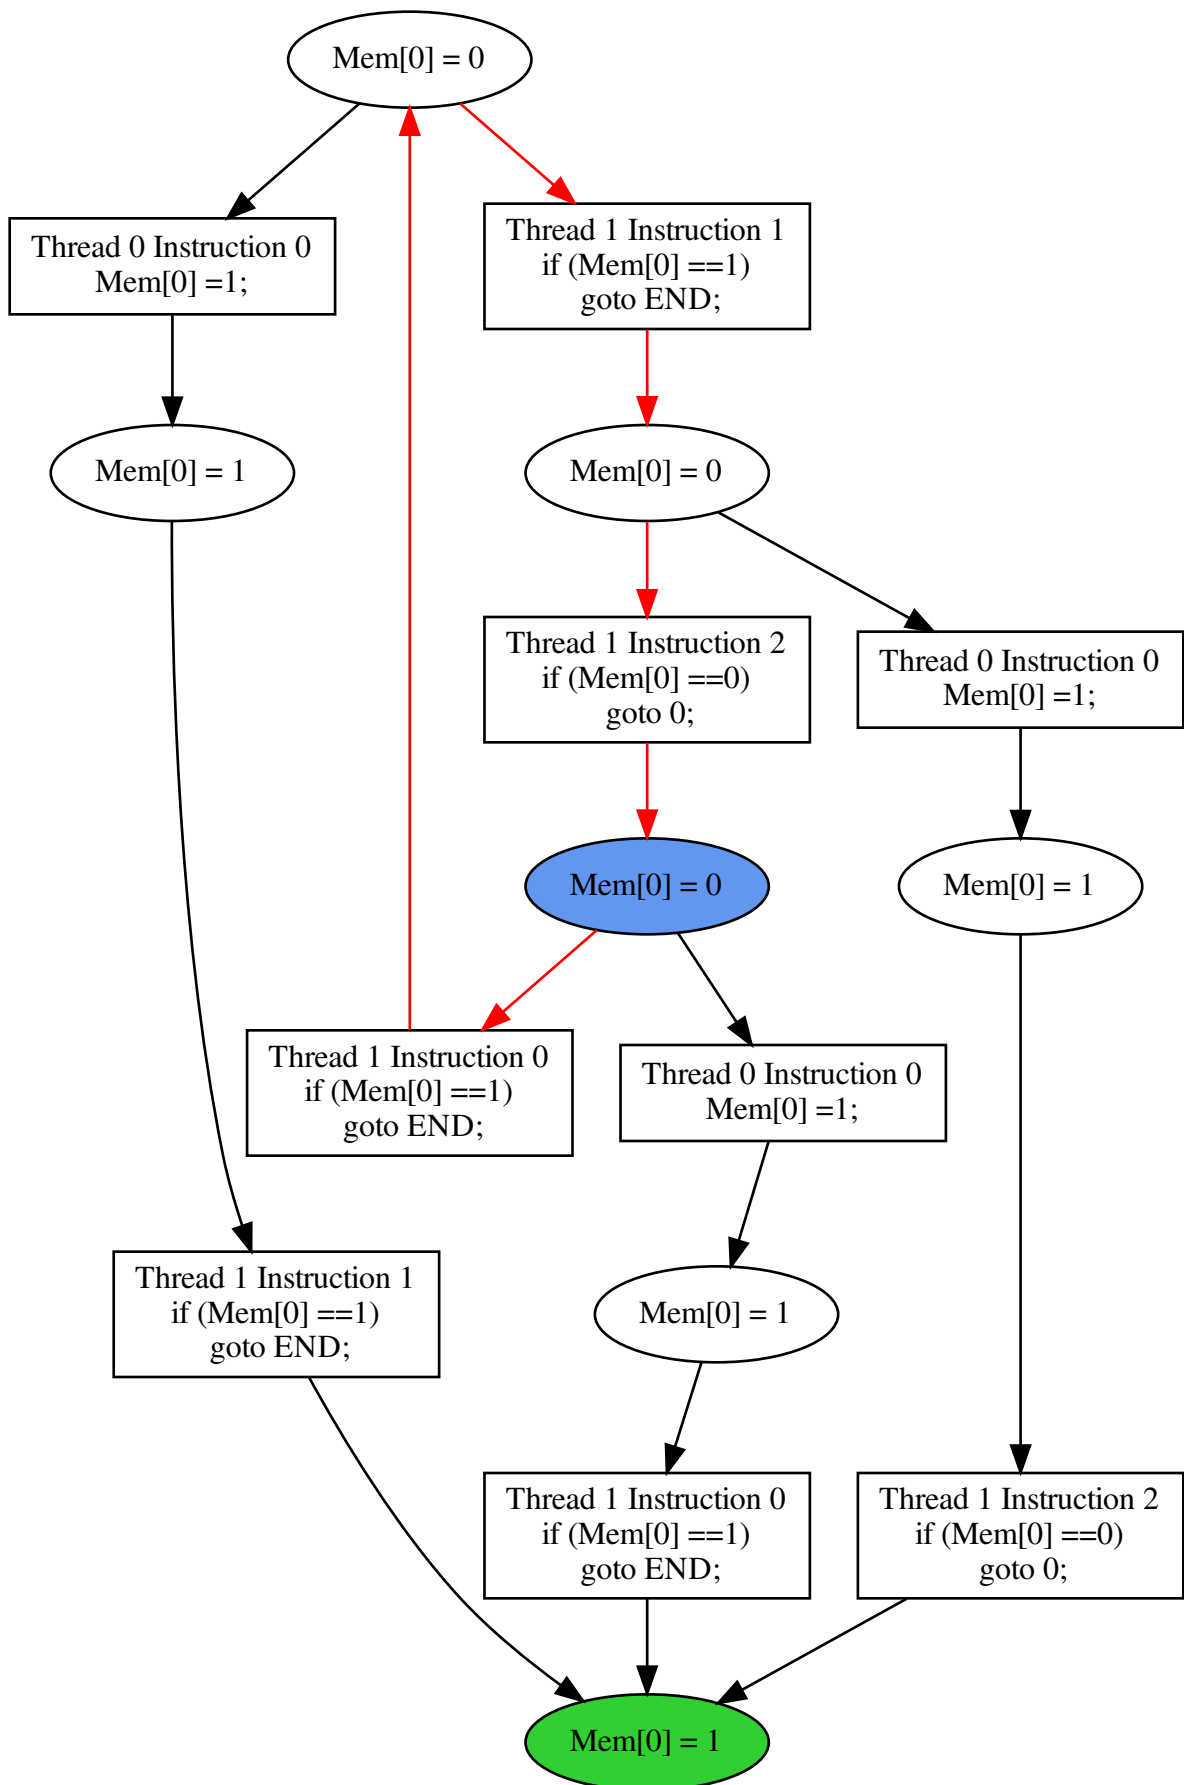 Mem[0] = 0
Thread 0 Instruction 0
Mem[0] =1;
Thread 1 Instruction 1
if (Mem[0] ==1)
goto END;
Mem[0] = 1
Mem[0] = 0
Thread 1 Instruction 2
if (Mem[0] ==0)
goto 0;
Thread 0 Instruction 0
Mem[0] =1;
Mem[0] = 0
Mem[0] = 1
Thread 1 Instruction 0
if (Mem[0] ==1)
goto END;
Thread 0 Instruction 0
Mem[0] =1;
Thread 1 Instruction 1
if (Mem[0] ==1)
goto END;
Mem[0] = 1
Thread 1 Instruction 0
if (Mem[0] ==1)
goto END;
Thread 1 Instruction 2
if (Mem[0] ==0)
goto 0;
Mem[0] = 1